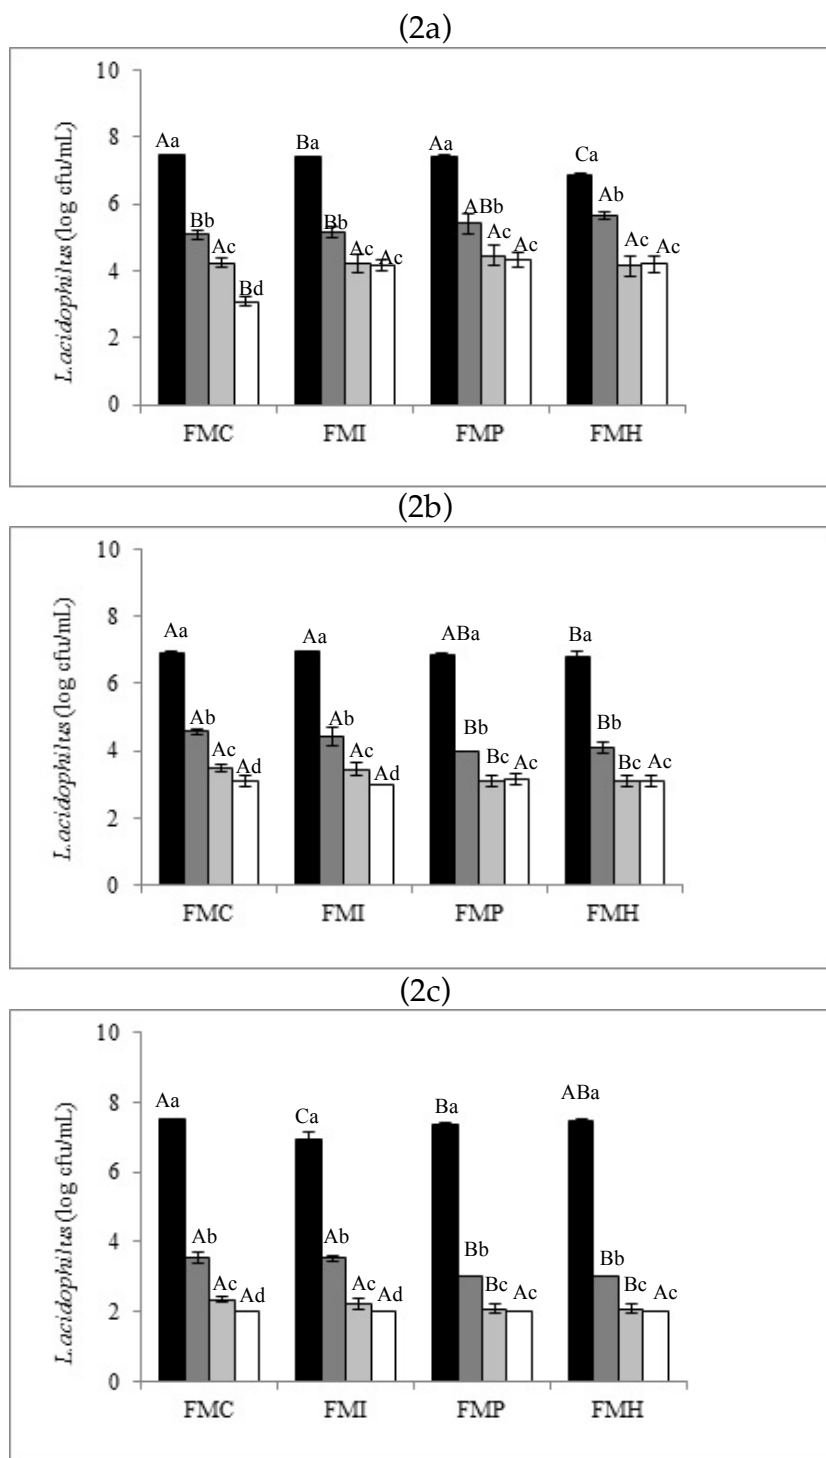 (2a)
10
8
6
4
2
0
L.acidophilus (log cfu/mL)
Aa
Bb
Ac
Bd
Ba
Bb
Ac
Ac
Aa
ABb
Ac
Ac
Ca
Ab
Ac
Ac
FMC FMI FMP FMH
(2b)
10
8
6
4
2
0
L.acidophilus (log cfu/mL)
Aa
Ab
Ac
Ad
Aa
Ab
Ac
Ad
ABa
Bb
Bc
Ac
Ba
Bb
Bc
Ac
FMC FMI FMP FMH
(2c)
10
8
6
4
2
0
L.acidophilus (log cfu/mL)
Aa
Ab
Ac
Ad
Ca
Ab
Ac
Ad
Ba
Bb
Bc
Ac
ABa
Bb
Bc
Ac
FMC FMI FMP FMH